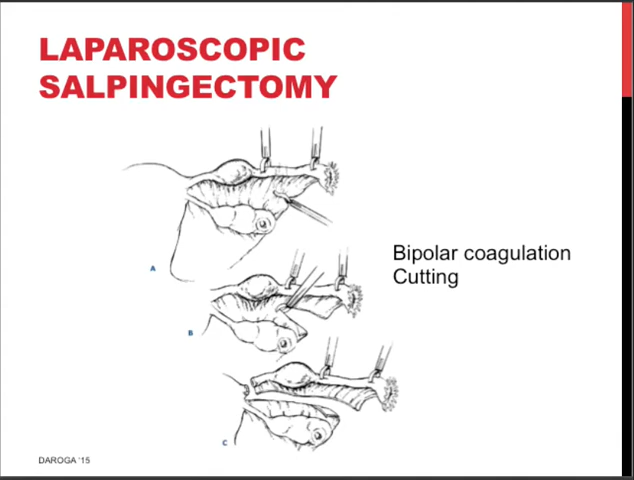 LAPAROSCOPIC
SALPINGECTOMY
A
Bipolar coagulation
Cutting
B
C
DAROGA '15